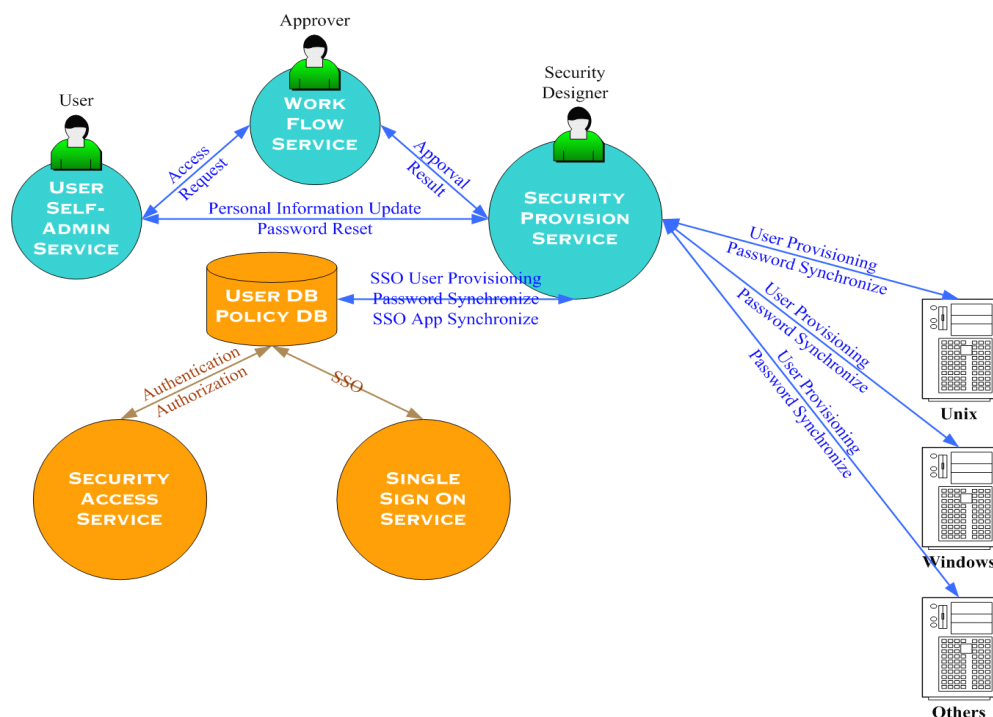 Approver
User
Security
Designer
WORK
FLOW
SERVICE
USER
SELF-
ADMIN
SERVICE
SECURITY
PROVISION
SERVICE
Access
Request
Apporval
Result
Personal Information Update
Password Reset
USER DB
POLICY DB
SSO User Provisioning
Password Synchronize
SSO App Synchronize
User Provisioning
Password Synchronize
User Provisioning
Password Synchronize
User Provisioning
Password Synchronize
Unix
Windows
Others
Authentication
Authorization
SSO
SECURITY
ACCESS
SERVICE
SINGLE
SIGN ON
SERVICE